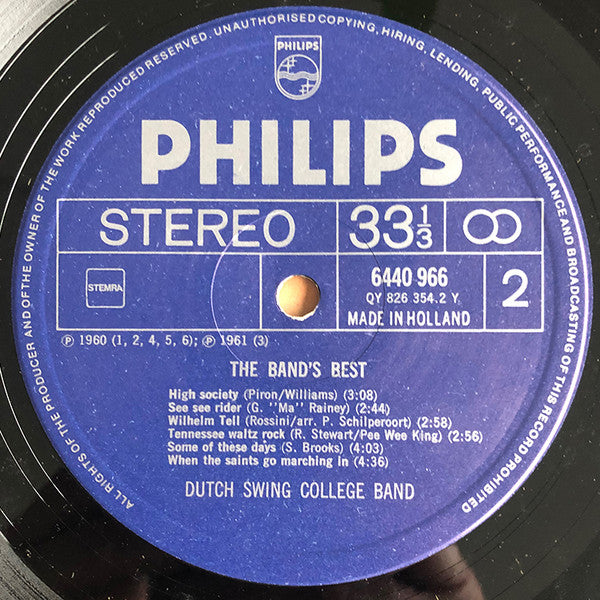 ALL RIGHTS OF THE PRODUCER AND OF THE OWNER OF THE WORK REPRODUCED RESERVED. UNAUTHORISED COPYING, HIRING, LENDING, PUBLIC PERFORMANCE AND BROADCASTING OF THIS RECORD PROHIBITED
PHILIPS
PHILIPS
STEREO 33⅓
STEMRA
6440 966
QY 826 354.2 Y
MADE IN HOLLAND
2
Ⓟ 1960 (1, 2, 4, 5, 6); Ⓟ 1961 (3)
THE BAND'S BEST
High society (Piron/Williams) (3:08)
See see rider (G. "Ma" Rainey) (2:44)
Wilhelm Tell (Rossini/arr. P. Schilperoort) (2:58)
Tennessee waltz rock (R. Stewart/Pee Wee King) (2:56)
Some of these days (S. Brooks) (4:03)
When the saints go marching in (4:36)
DUTCH SWING COLLEGE BAND